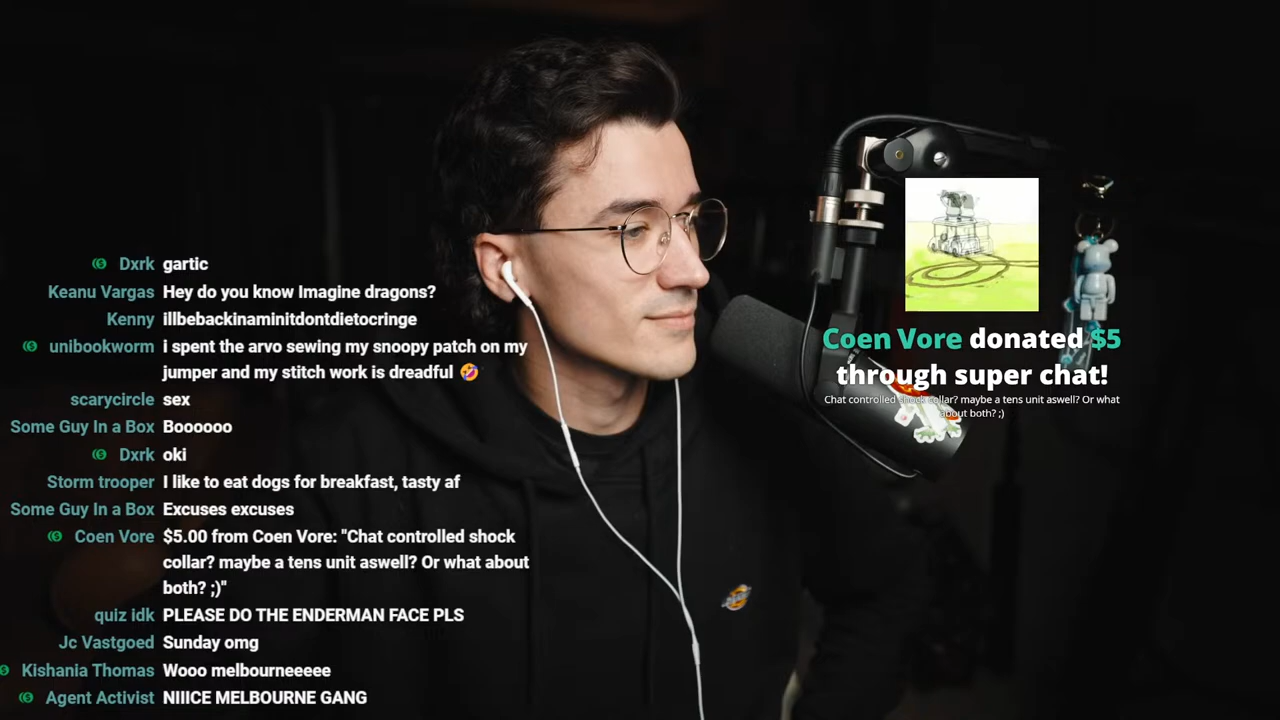 Dxrk gartic
Keanu Vargas Hey do you know Imagine dragons?
Kenny illbebackinaminitdontdietocringe
unibookworm i spent the arvo sewing my snoopy patch on my
jumper and my stitch work is dreadful 🤣
scarycircle sex
Some Guy In a Box Boooooo
Dxrk oki
Storm trooper I like to eat dogs for breakfast, tasty af
Some Guy In a Box Excuses excuses
Coen Vore $5.00 from Coen Vore: "Chat controlled shock
collar? maybe a tens unit aswell? Or what about
both? ;)"
quiz idk PLEASE DO THE ENDERMAN FACE PLS
Jc Vastgoed Sunday omg
Kishania Thomas Wooo melbourneeeee
Agent Activist NIIICE MELBOURNE GANG
Coen Vore donated $5
through super chat!
Chat controlled shock collar? maybe a tens unit aswell? Or what
about both? ;)